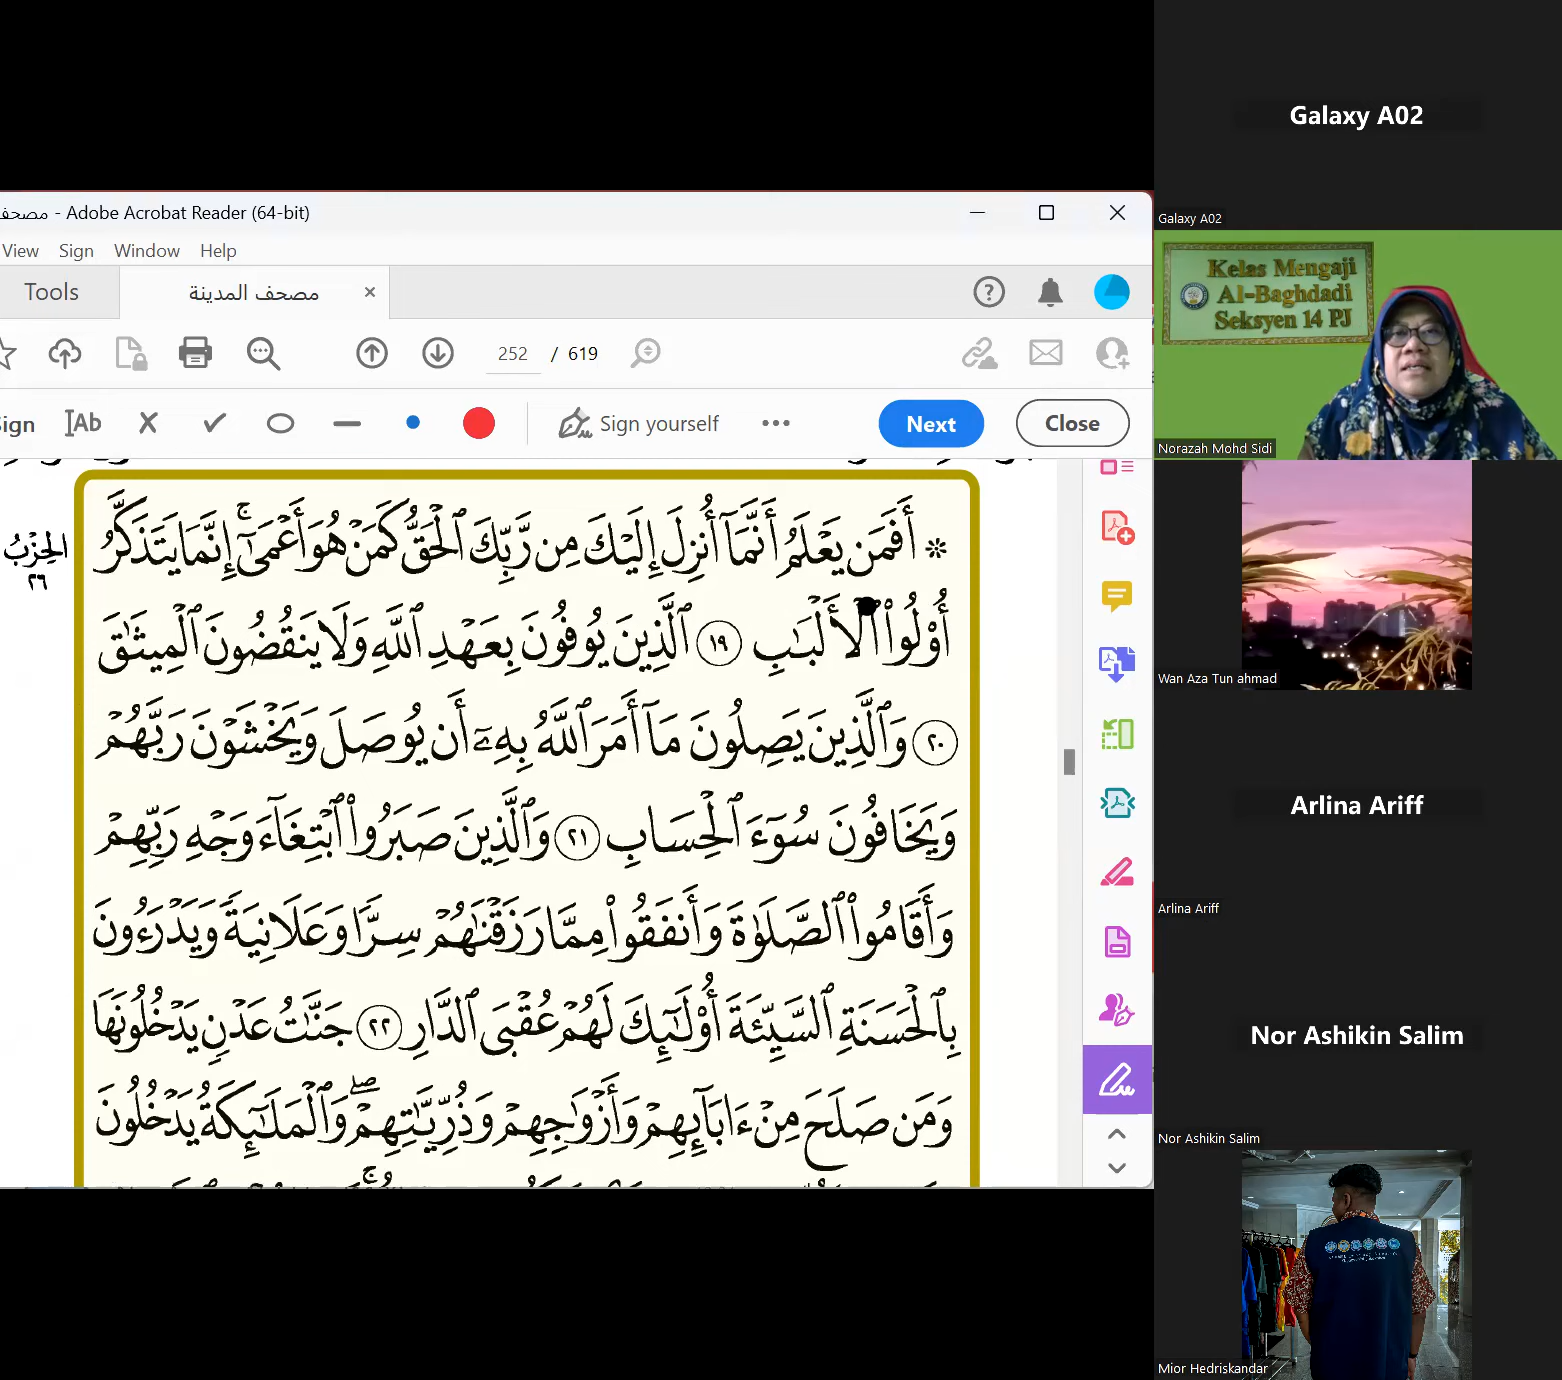 Galaxy A02
Galaxy A02
مصحف - Adobe Acrobat Reader (64-bit)
View Sign Window Help
Tools
مصحف المدينة ×
252 / 619
ign Ab Sign yourself Next Close
الحِزْبُ ٢٦
۞ أَفَمَن يَعْلَمُ أَنَّمَآ أُنزِلَ إِلَيْكَ مِن رَّبِّكَ ٱلْحَقُّ كَمَنْ هُوَ أَعْمَىٰٓۚ إِنَّمَا يَتَذَكَّرُ
أُو۟لُوا۟ ٱلْأَلْبَـٰبِ ١٩ ٱلَّذِينَ يُوفُونَ بِعَهْدِ ٱللَّهِ وَلَا يَنقُضُونَ ٱلْمِيثَـٰقَ
٢٠ وَٱلَّذِينَ يَصِلُونَ مَآ أَمَرَ ٱللَّهُ بِهِۦٓ أَن يُوصَلَ وَيَخْشَوْنَ رَبَّهُمْ
وَيَخَافُونَ سُوٓءَ ٱلْحِسَابِ ٢١ وَٱلَّذِينَ صَبَرُوا۟ ٱبْتِغَآءَ وَجْهِ رَبِّهِمْ
وَأَقَامُوا۟ ٱلصَّلَوٰةَ وَأَنفَقُوا۟ مِمَّا رَزَقْنَـٰهُمْ سِرًّا وَعَلَانِيَةً وَيَدْرَءُونَ
بِٱلْحَسَنَةِ ٱلسَّيِّئَةَ أُو۟لَـٰٓئِكَ لَهُمْ عُقْبَى ٱلدَّارِ ٢٢ جَنَّـٰتُ عَدْنٍ يَدْخُلُونَهَا
وَمَن صَلَحَ مِنْ ءَابَآئِهِمْ وَأَزْوَٰجِهِمْ وَذُرِّيَّـٰتِهِمْۖ وَٱلْمَلَـٰٓئِكَةُ يَدْخُلُونَ
Kelas Mengaji
Al-Baghdadi
Seksyen 14 PJ
Norazah Mohd Sidi
Wan Aza Tun ahmad
Arlina Ariff
Arlina Ariff
Nor Ashikin Salim
Nor Ashikin Salim
Mior Hedriskandar